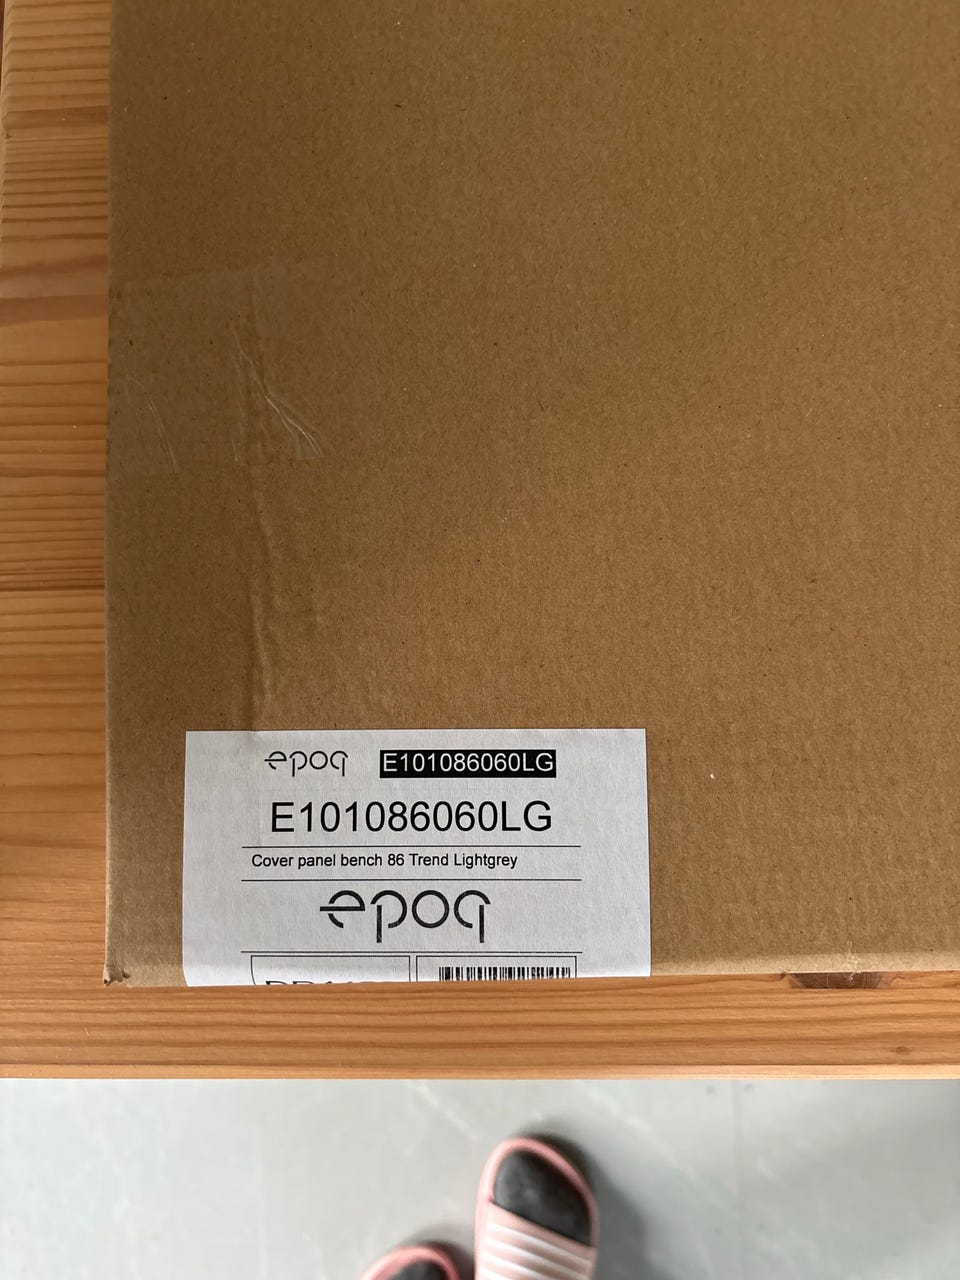 epoq E101086060LG
E101086060LG
Cover panel bench 86 Trend Lightgrey
epoq